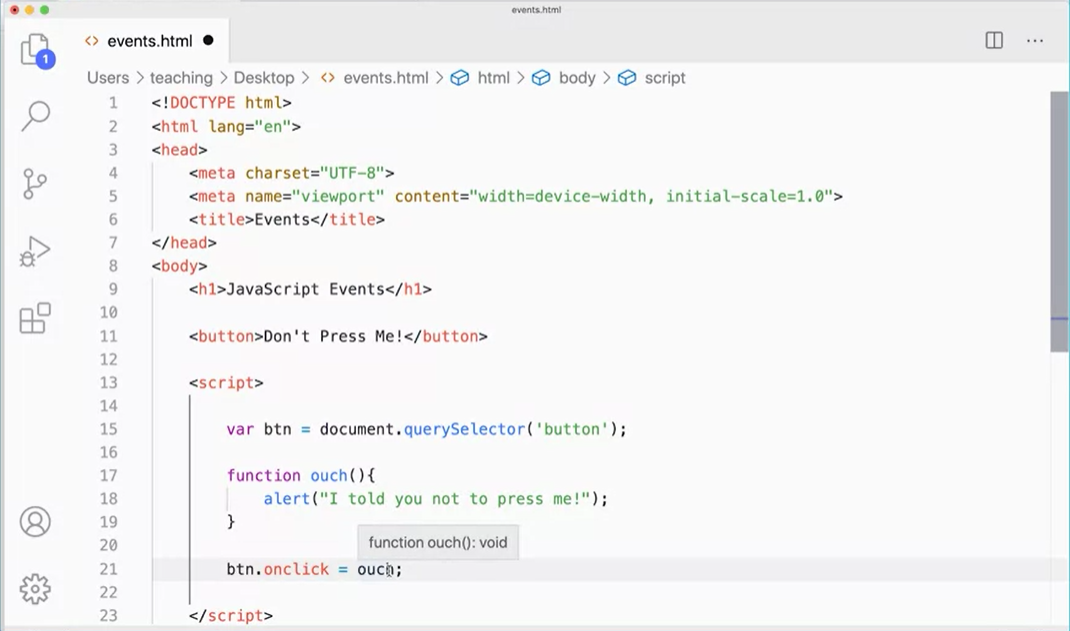 events.html
events.html
1
Users > teaching > Desktop > <> events.html > html > body > script
1 <!DOCTYPE html>
2 <html lang="en">
3 <head>
4 <meta charset="UTF-8">
5 <meta name="viewport" content="width=device-width, initial-scale=1.0">
6 <title>Events</title>
7 </head>
8 <body>
9 <h1>JavaScript Events</h1>
10
11 <button>Don't Press Me!</button>
12
13 <script>
14
15 var btn = document.querySelector('button');
16
17 function ouch(){
18 alert("I told you not to press me!");
19 }
20
function ouch(): void
21 btn.onclick = ouch;
22
23 </script>